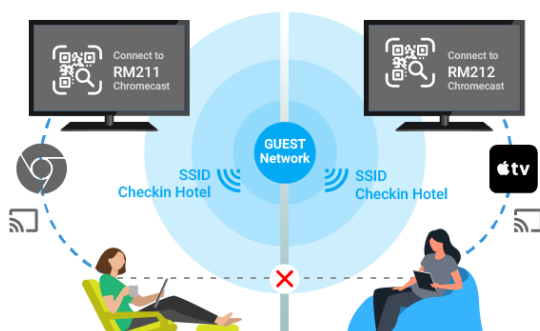 Connect to
RM211
Chromecast
Connect to
RM212
Chromecast
GUEST
Network
SSID
Checkin Hotel
SSID
Checkin Hotel
tv